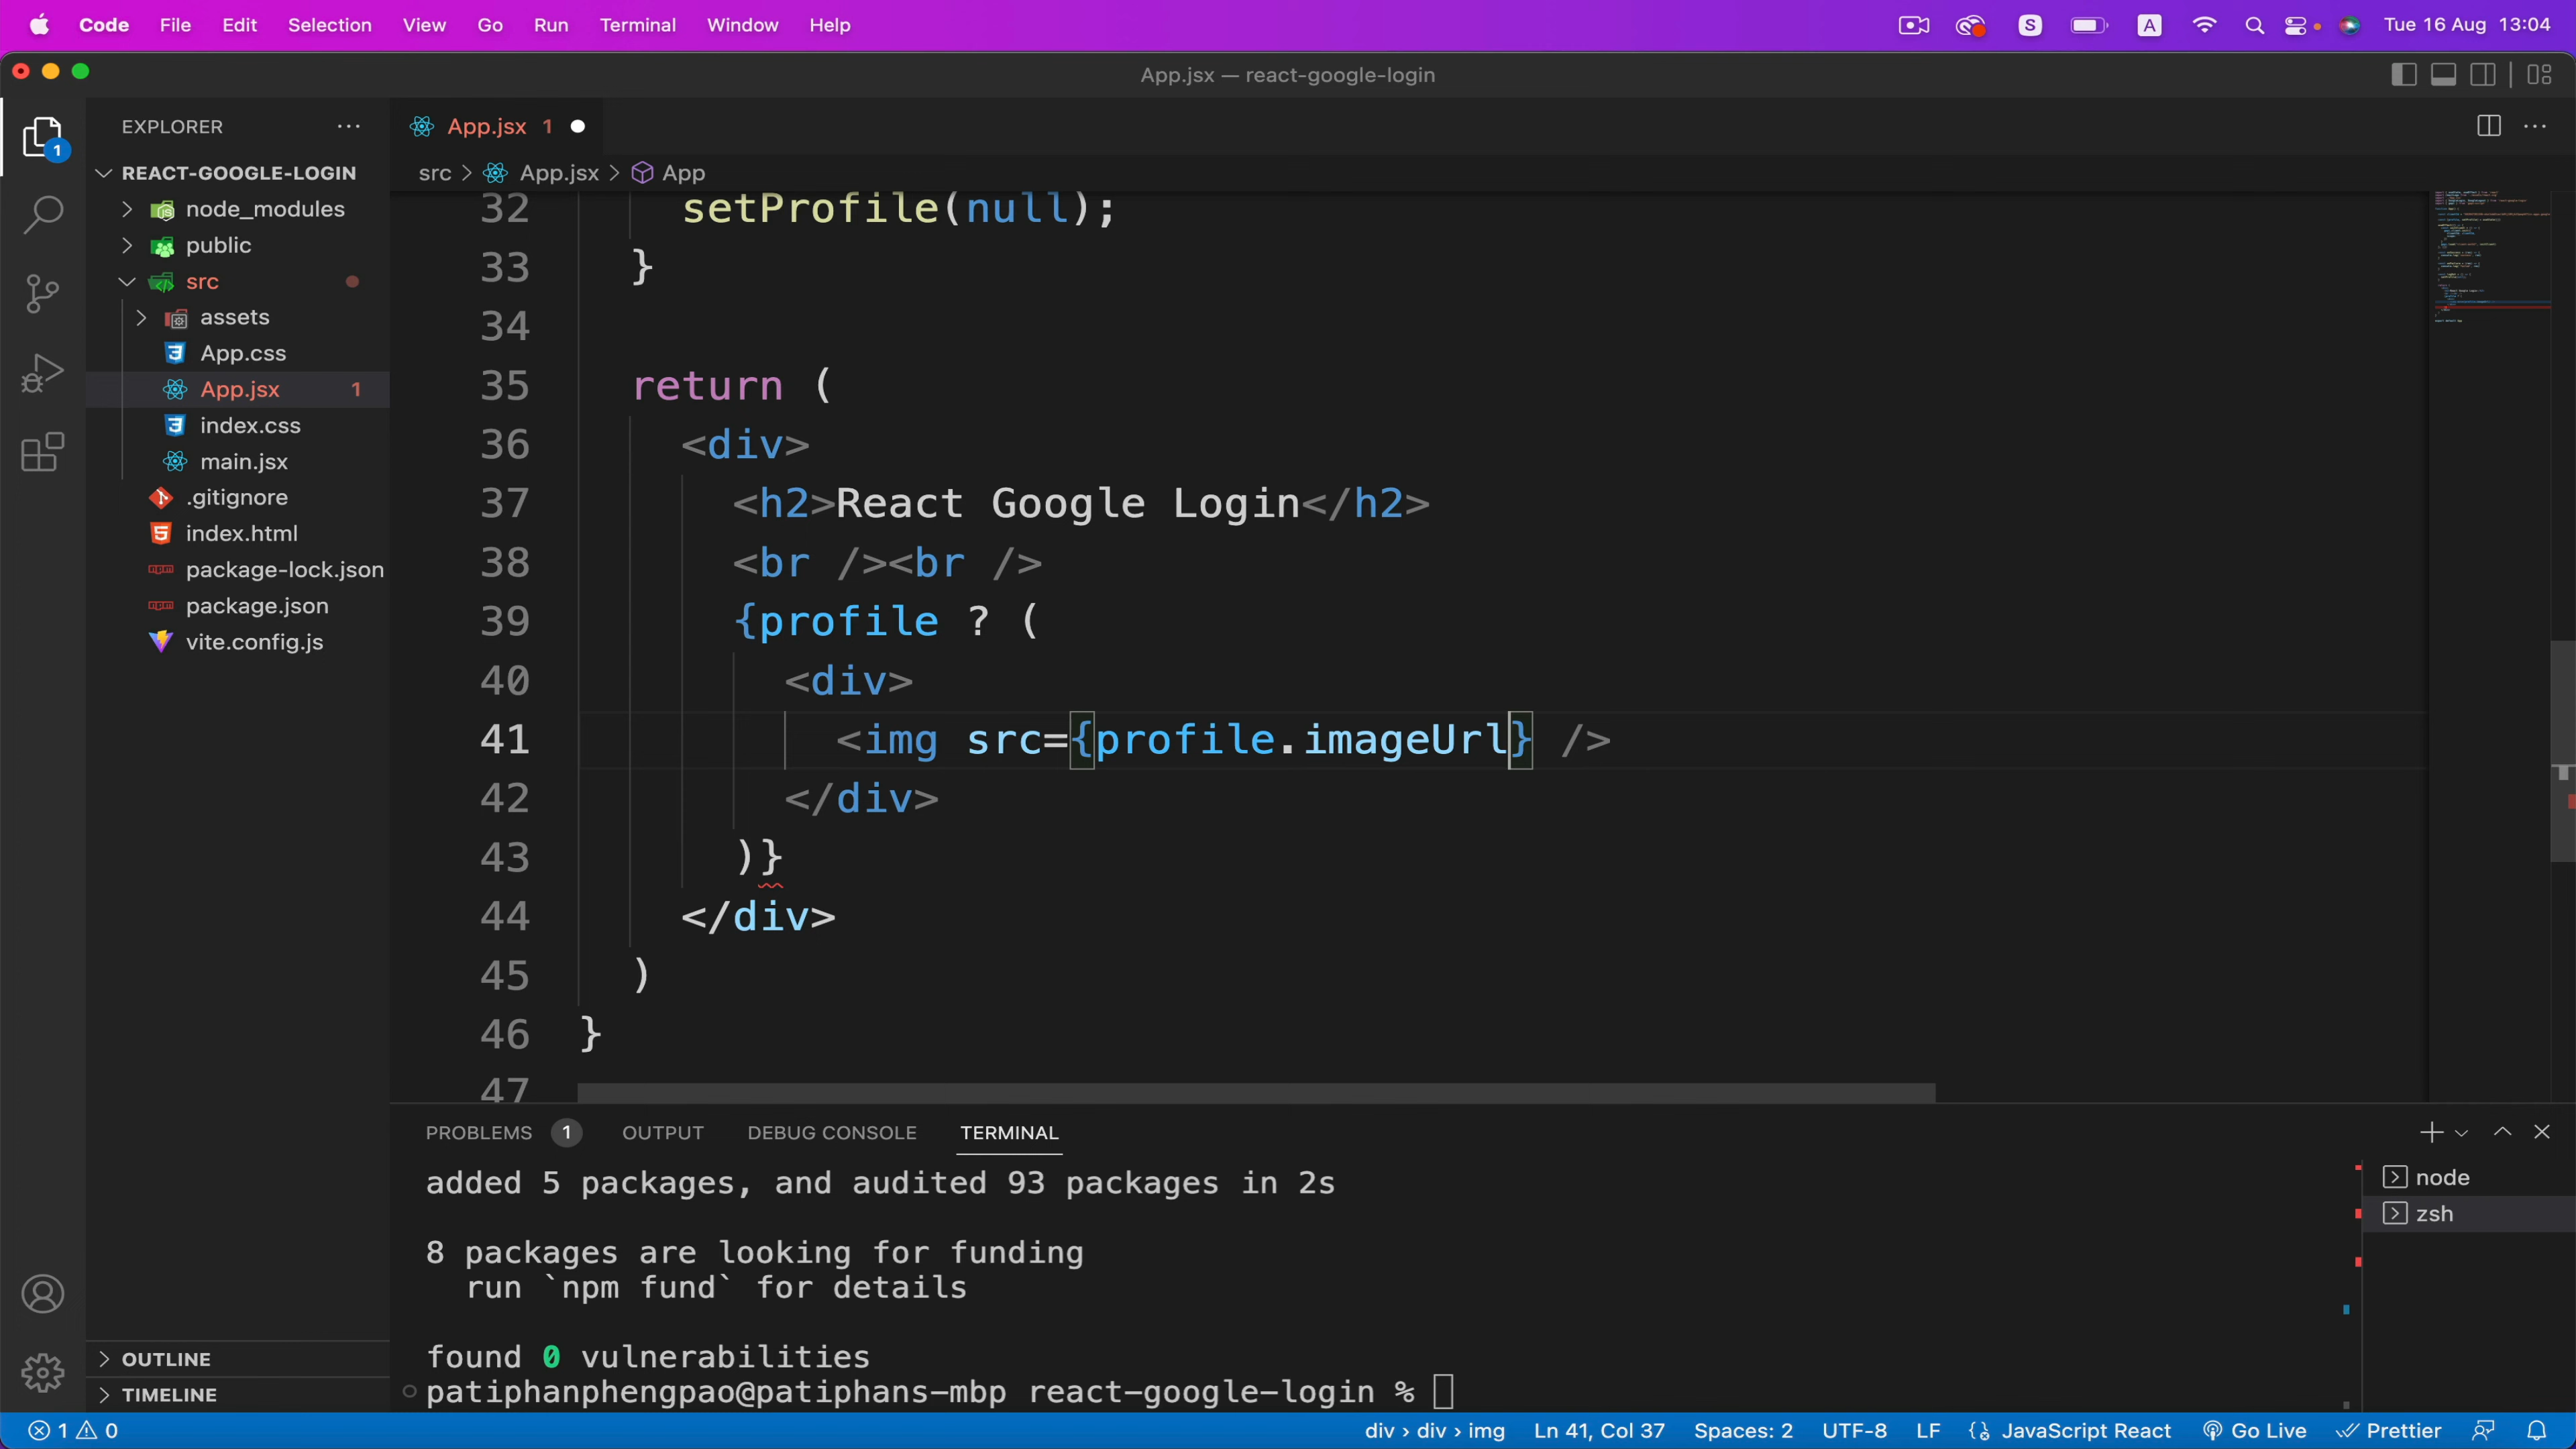 Code File Edit Selection View Go Run Terminal Window Help
S A Tue 16 Aug 13:04
App.jsx — react-google-login
EXPLORER
1
REACT-GOOGLE-LOGIN
node_modules
public
src
assets
App.css
App.jsx 1
index.css
main.jsx
.gitignore
index.html
package-lock.json
package.json
vite.config.js
OUTLINE
TIMELINE
App.jsx 1
src > App.jsx > App
32 setProfile(null);
33 }
34
35 return (
36 <div>
37 <h2>React Google Login</h2>
38 <br /><br />
39 {profile ? (
40 <div>
41 <img src={profile.imageUrl} />
42 </div>
43 )}
44 </div>
45 )
46 }
47
PROBLEMS 1 OUTPUT DEBUG CONSOLE TERMINAL
added 5 packages, and audited 93 packages in 2s
8 packages are looking for funding
run `npm fund` for details
found 0 vulnerabilities
patiphanphengpao@patiphans-mbp react-google-login %
node
zsh
1 0
div > div > img Ln 41, Col 37 Spaces: 2 UTF-8 LF JavaScript React Go Live Prettier